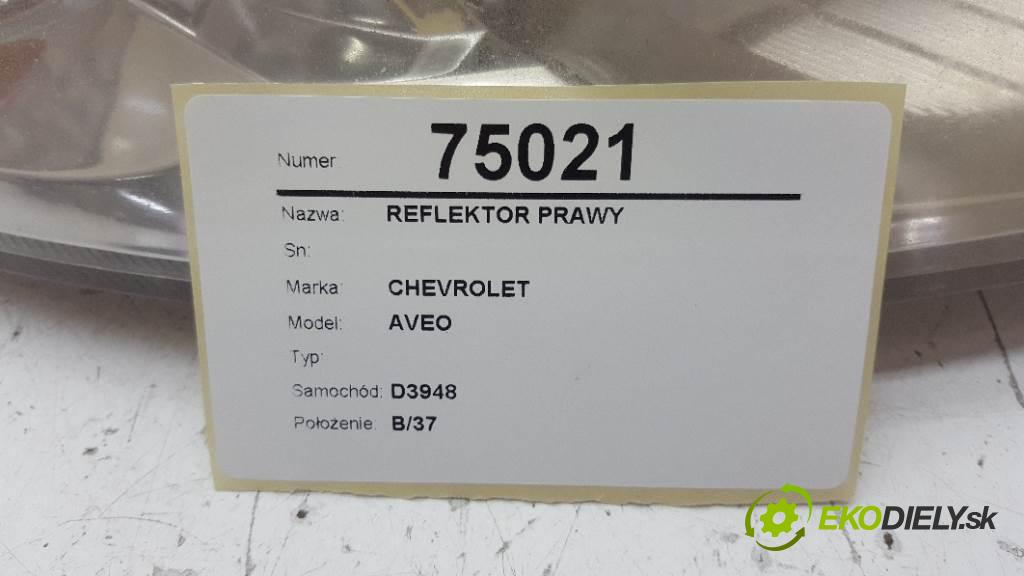 Numer: 75021
Nazwa: REFLEKTOR PRAWY
Sn:
Marka: CHEVROLET
Model: AVEO
Typ:
Samochód: D3948
Położenie: B/37
EKODIELY.sk